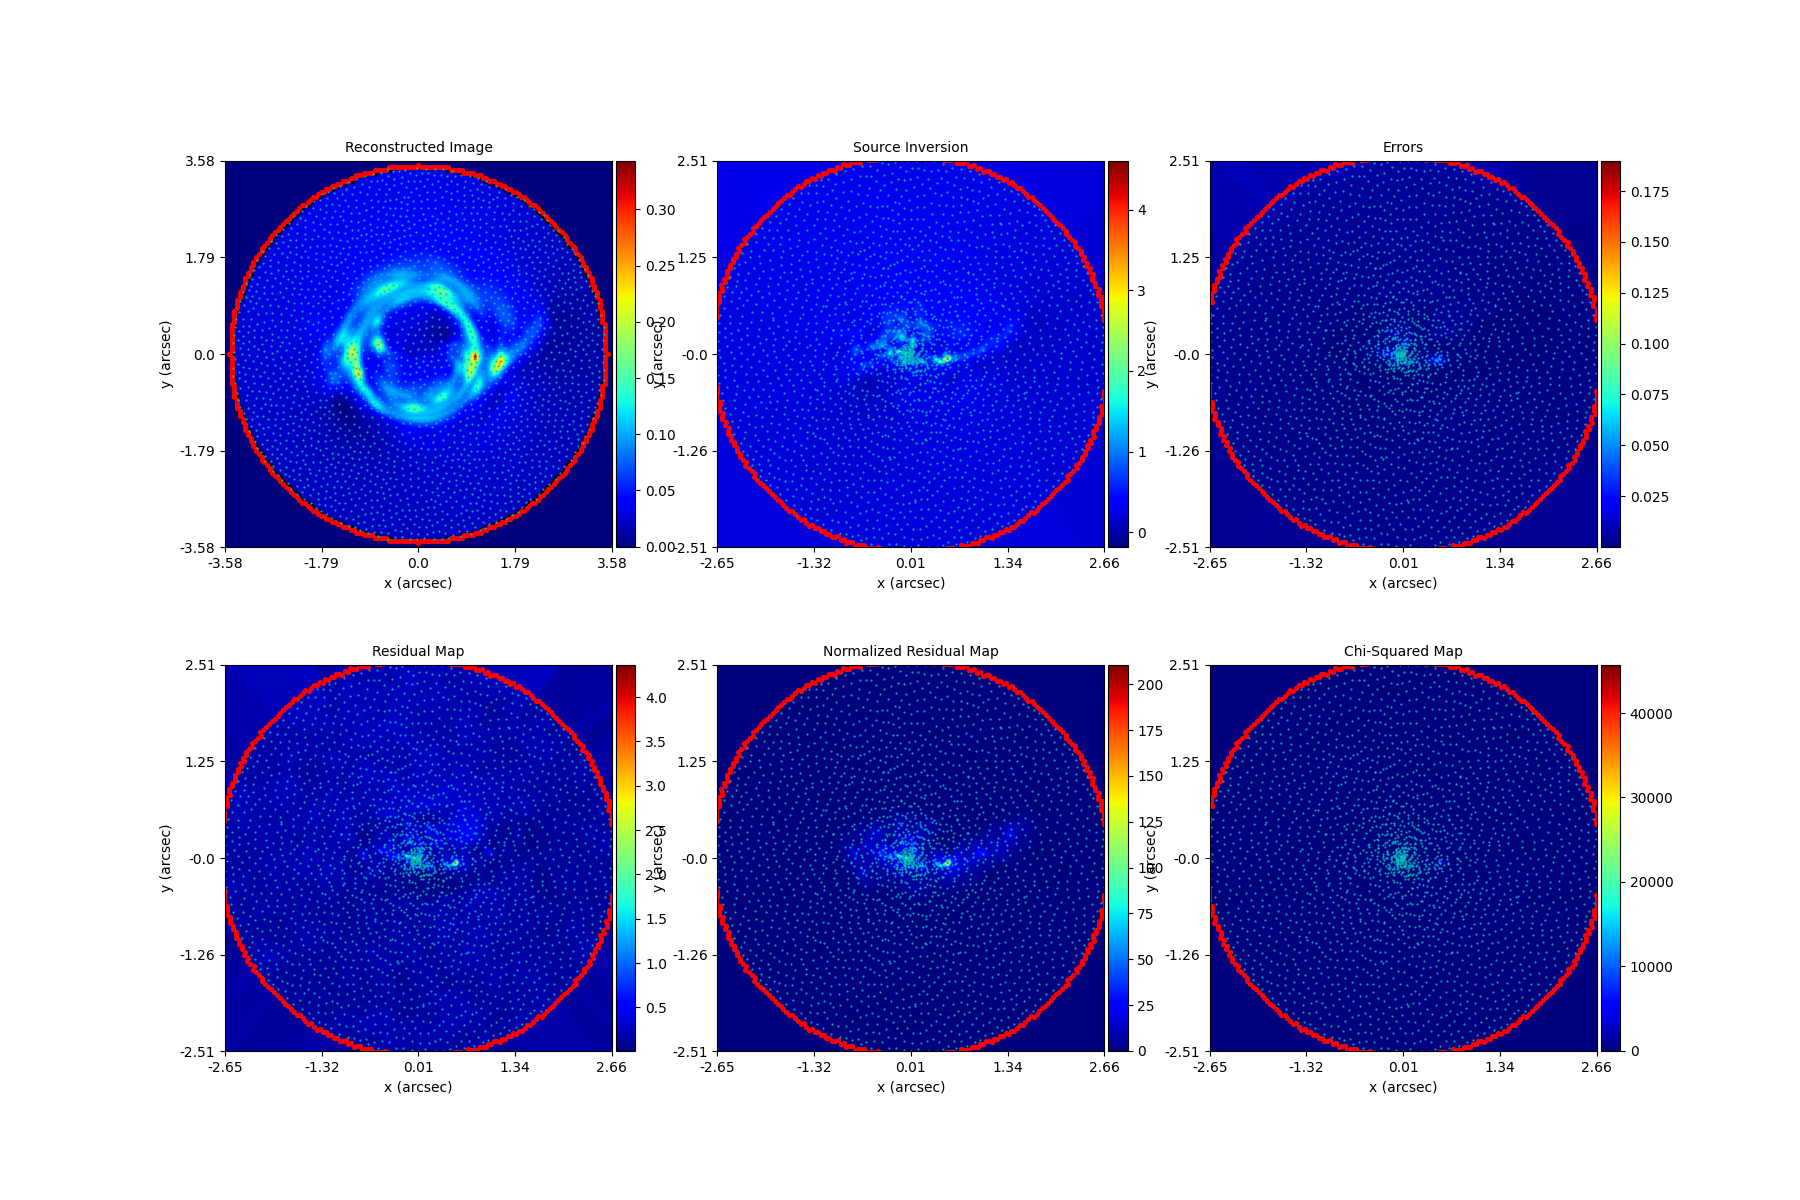 Reconstructed Image
Source Inversion
Errors
3.58
1.79
0.0
-1.79
-3.58
y (arcsec)
-3.58 -1.79 0.0 1.79 3.58
x (arcsec)
0.30
0.25
0.20
0.15
0.10
0.05
0.00
2.51
1.25
-0.0
-1.26
-2.51
y (arcsec)
-2.65 -1.32 0.01 1.34 2.66
x (arcsec)
4
3
2
1
0
2.51
1.25
-0.0
-1.26
-2.51
y (arcsec)
-2.65 -1.32 0.01 1.34 2.66
x (arcsec)
0.175
0.150
0.125
0.100
0.075
0.050
0.025
Residual Map
Normalized Residual Map
Chi-Squared Map
2.51
1.25
-0.0
-1.26
-2.51
y (arcsec)
-2.65 -1.32 0.01 1.34 2.66
x (arcsec)
4.0
3.5
3.0
2.5
2.0
1.5
1.0
0.5
2.51
1.25
-0.0
-1.26
-2.51
y (arcsec)
-2.65 -1.32 0.01 1.34 2.66
x (arcsec)
200
175
150
125
100
75
50
25
0
2.51
1.25
-0.0
-1.26
-2.51
y (arcsec)
-2.65 -1.32 0.01 1.34 2.66
x (arcsec)
40000
30000
20000
10000
0